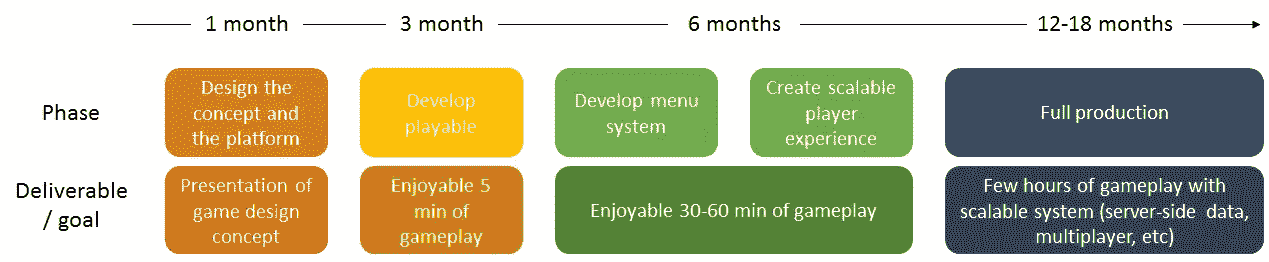 1 month 3 month 6 months 12-18 months
Phase
Design the
concept and
the platform
Develop
playable
Develop menu
system
Create scalable
player
experience
Full production
Deliverable
/ goal
Presentation of
game design
concept
Enjoyable 5
min of
gameplay
Enjoyable 30-60 min of gameplay
Few hours of gameplay with
scalable system (server-side data,
multiplayer, etc)